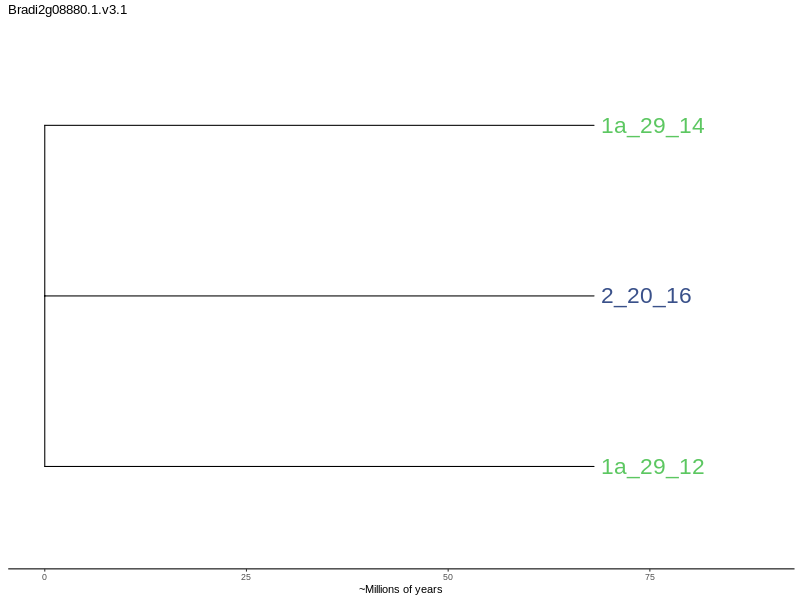 Bradi2g08880.1.v3.1
1a_29_14
2_20_16
1a_29_12
0 25 50 75
~Millions of years